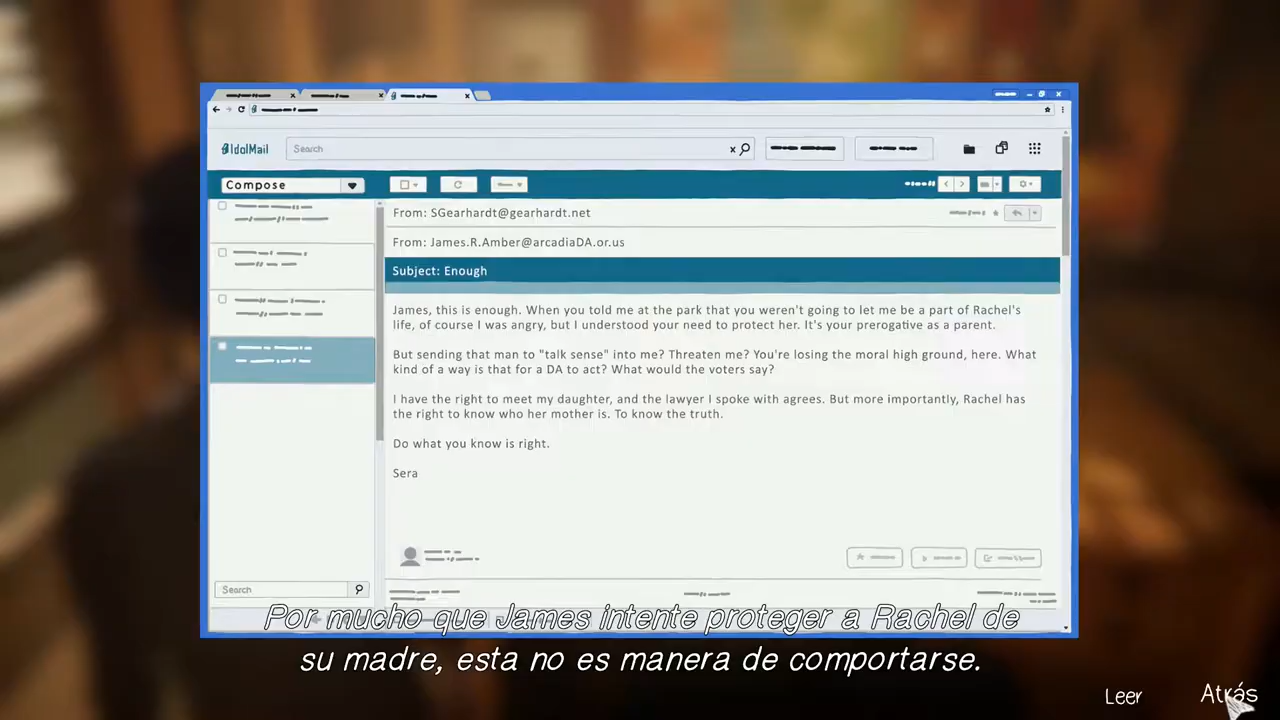 IdolMail
Search
Compose
From: SGearhardt@gearhardt.net
From: James.R.Amber@arcadiaDA.or.us
Subject: Enough
James, this is enough. When you told me at the park that you weren't going to let me be a part of Rachel's
life, of course I was angry, but I understood your need to protect her. It's your prerogative as a parent.
But sending that man to "talk sense" into me? Threaten me? You're losing the moral high ground, here. What
kind of a way is that for a DA to act? What would the voters say?
I have the right to meet my daughter, and the lawyer I spoke with agrees. But more importantly, Rachel has
the right to know who her mother is. To know the truth.
Do what you know is right.
Sera
Search
Por mucho que James intente proteger a Rachel de
su madre, esta no es manera de comportarse.
Leer
Atrás